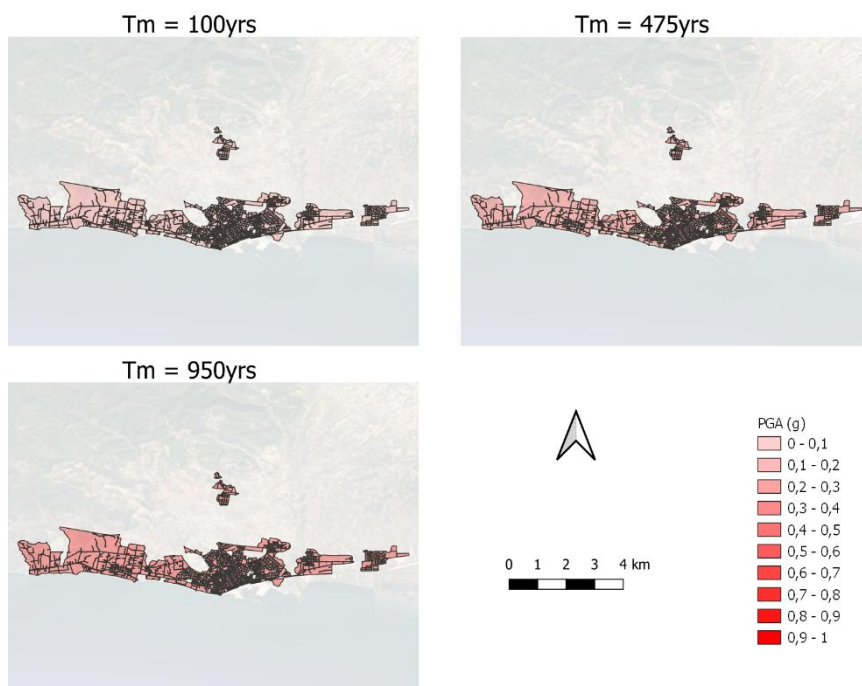 Tm = 100yrs
Tm = 475yrs
Tm = 950yrs
PGA (g)
0 - 0,1
0,1 - 0,2
0,2 - 0,3
0,3 - 0,4
0,4 - 0,5
0,5 - 0,6
0,6 - 0,7
0,7 - 0,8
0,8 - 0,9
0,9 - 1
0 1 2 3 4 km